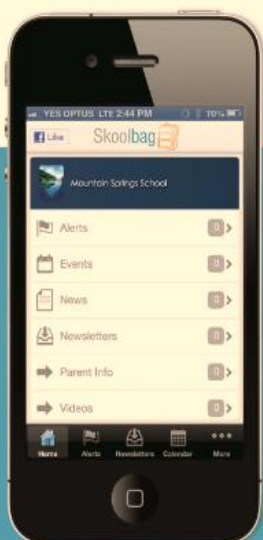 YES OPTUS LTE 2:44 PM 70%
f Like Skoolbag
Mountain Springs School
Alerts 0 >
Events 0 >
News 0 >
Newsletters 0 >
Parent Info 0 >
Videos 0 >
Home Alerts Newsletters Calendar More